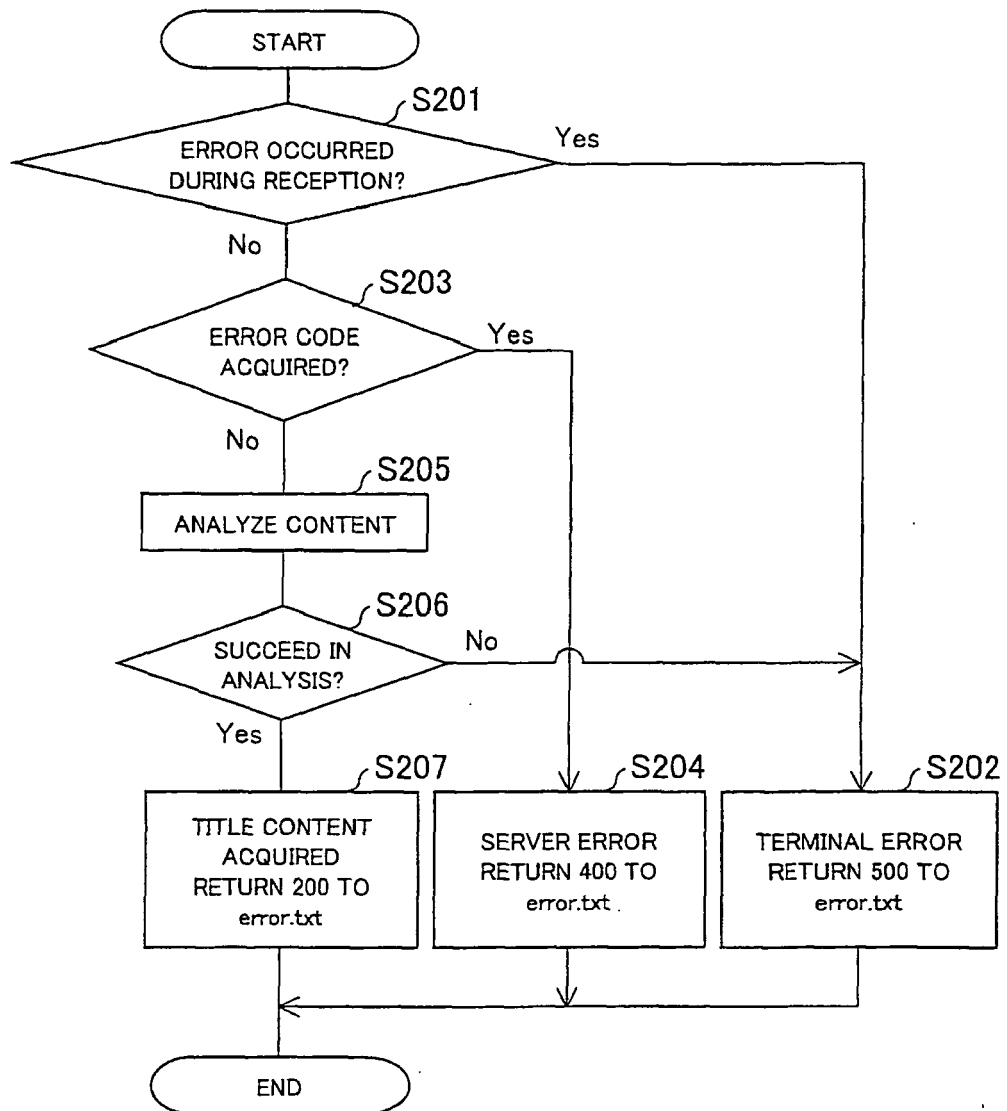 START
S201
ERROR OCCURRED
DURING RECEPTION?
Yes
No
S203
ERROR CODE
ACQUIRED?
Yes
No
S205
ANALYZE CONTENT
S206
SUCCEED IN
ANALYSIS?
No
Yes
S207
TITLE CONTENT
ACQUIRED
RETURN 200 TO
error.txt
S204
SERVER ERROR
RETURN 400 TO
error.txt
S202
TERMINAL ERROR
RETURN 500 TO
error.txt
END